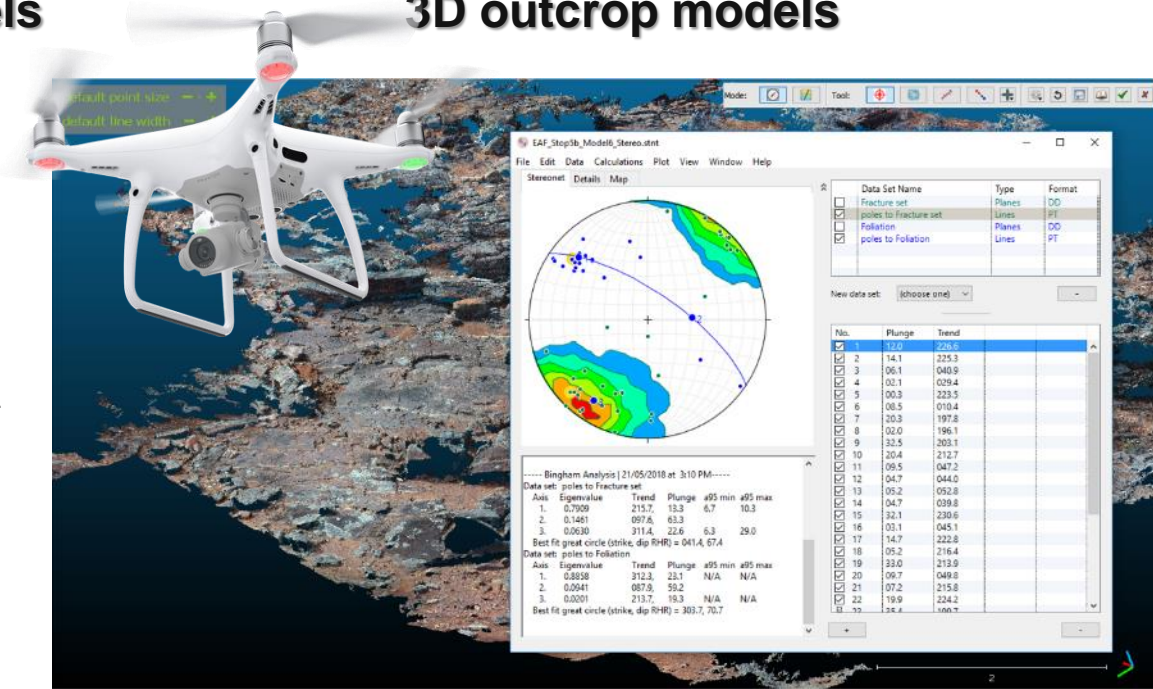 els
3D outcrop models
default point size − +
default line width − +
Mode: Tool:
EAF_Stop5b_Model6_Stereo.stnt
File Edit Data Calculations Plot View Window Help
Stereonet Details Map
Data Set Name Type Format
Fracture set Planes DD
poles to Fracture set Lines PT
Foliation Planes DD
poles to Foliation Lines PT
New data set: (choose one) -
2
3
No. Plunge Trend
1 12.0 226.6
2 14.1 225.3
3 06.1 040.9
4 02.1 029.4
5 00.3 223.5
6 08.5 010.4
7 20.3 197.8
8 02.0 196.1
9 32.5 203.1
10 20.4 212.7
11 09.5 047.2
12 04.7 044.0
13 05.2 052.8
14 04.7 039.8
15 32.1 230.6
16 03.1 045.1
17 14.7 222.8
18 05.2 216.4
19 33.0 213.9
20 09.7 049.8
21 07.2 215.8
22 19.9 224.2
----- Bingham Analysis | 21/05/2018 at 3:10 PM-----
Data set: poles to Fracture set
Axis Eigenvalue Trend Plunge a95 min a95 max
1. 0.7909 215.7, 13.3 6.7 10.3
2. 0.1461 097.6, 63.3
3. 0.0630 311.4, 22.6 6.3 29.0
Best fit great circle (strike, dip RHR) = 041.4, 67.4
Data set: poles to Foliation
Axis Eigenvalue Trend Plunge a95 min a95 max
1. 0.8858 312.3, 23.1 N/A N/A
2. 0.0941 087.9, 59.2
3. 0.0201 213.7, 19.3 N/A N/A
Best fit great circle (strike, dip RHR) = 303.7, 70.7
+ -
2